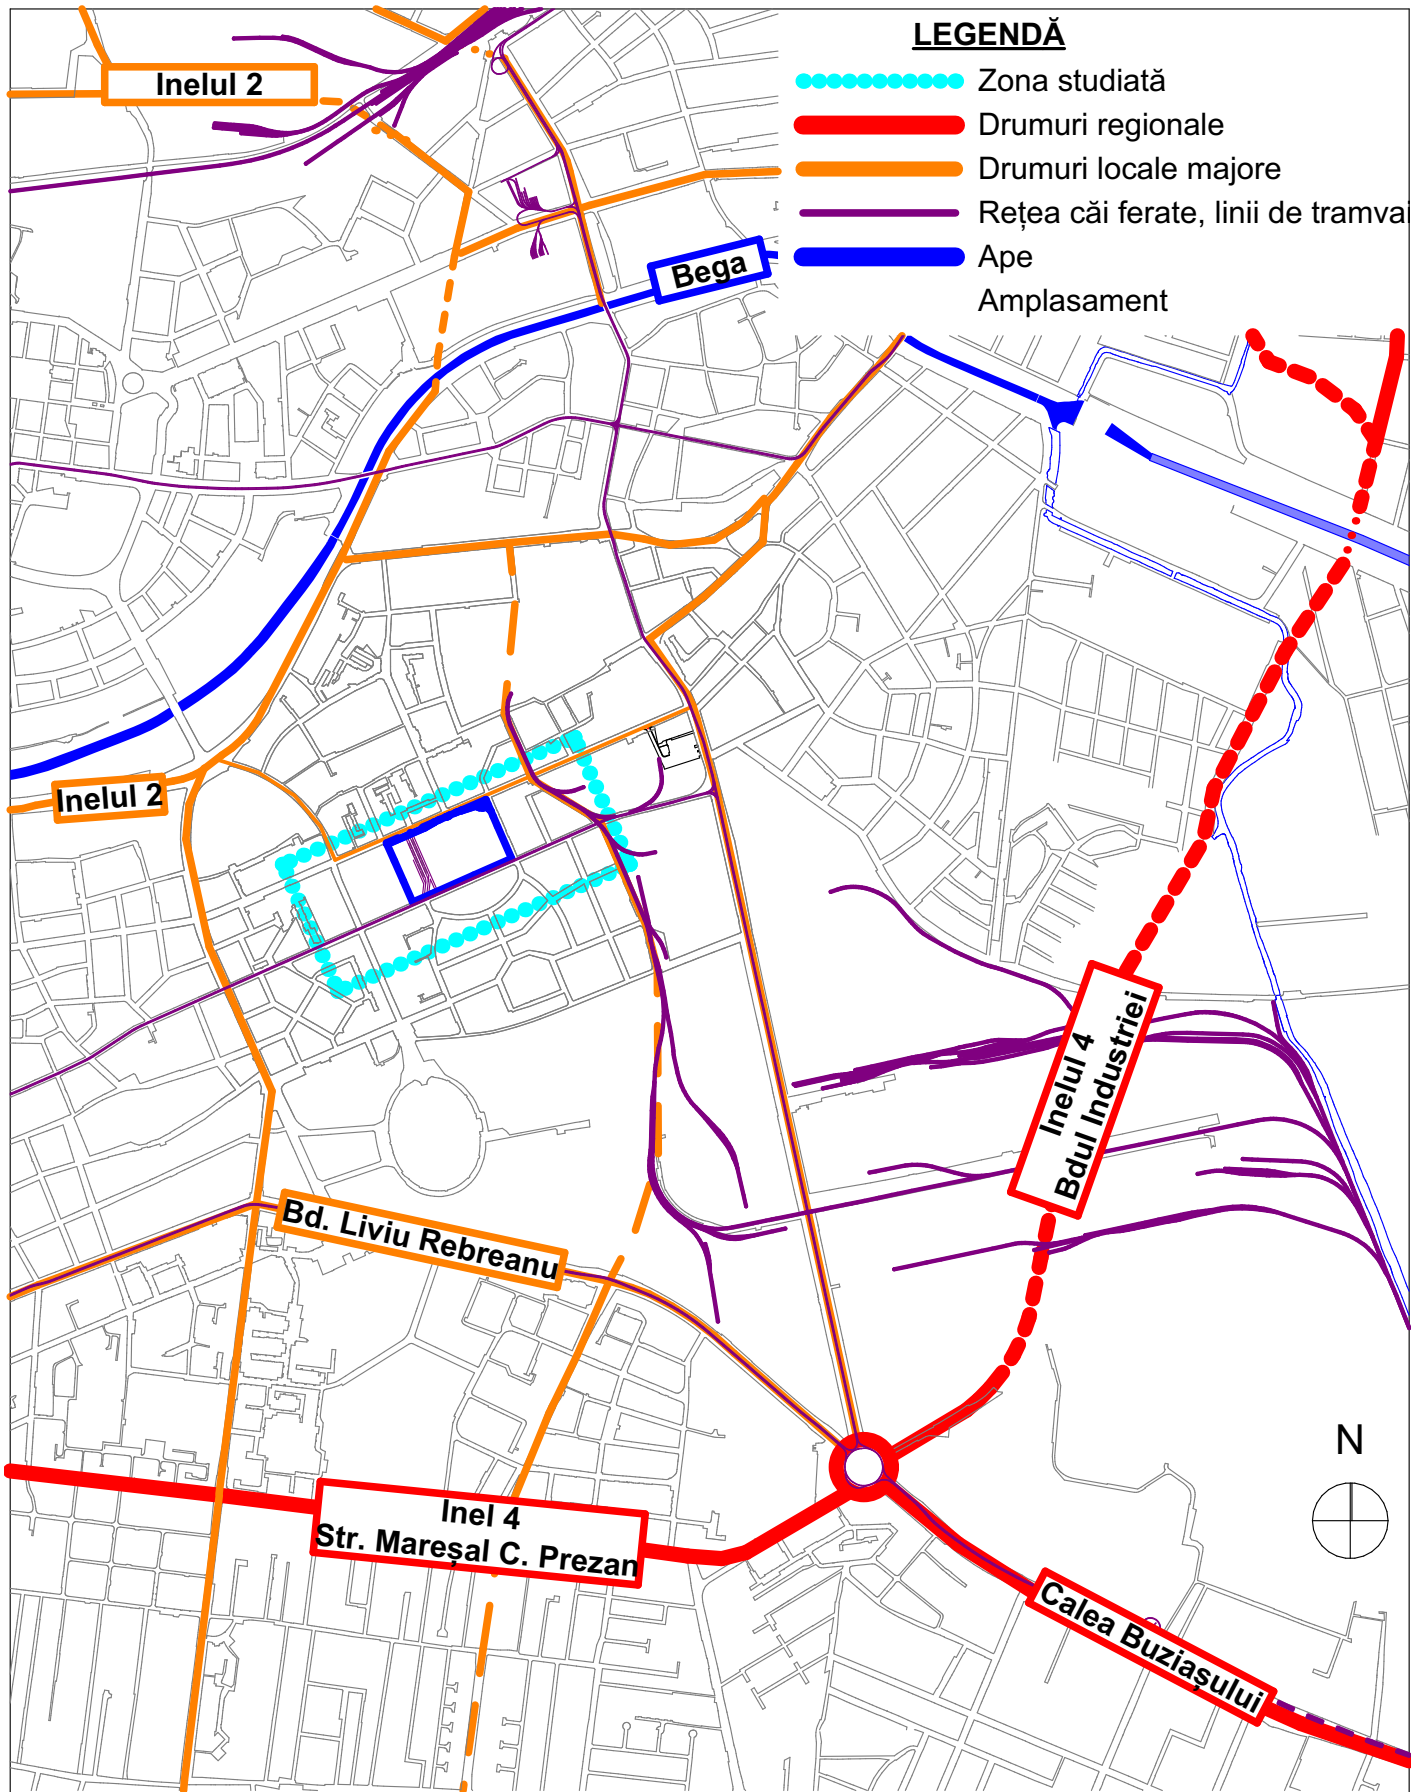 LEGENDĂ
Zona studiată
Drumuri regionale
Drumuri locale majore
Rețea căi ferate, linii de tramvai
Ape
Amplasament
Inelul 2
Bega
Inelul 2
Inelul 4
Bdul Industriei
Bd. Liviu Rebreanu
N
Inel 4
Str. Mareșal C. Prezan
Calea Buziașului